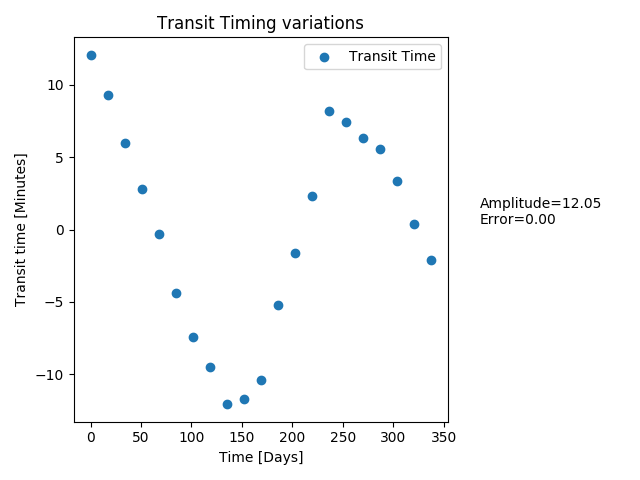 Transit Timing variations
Transit Time
Transit time [Minutes]
10
5
0
−5
−10
Amplitude=12.05
Error=0.00
0 50 100 150 200 250 300 350
Time [Days]